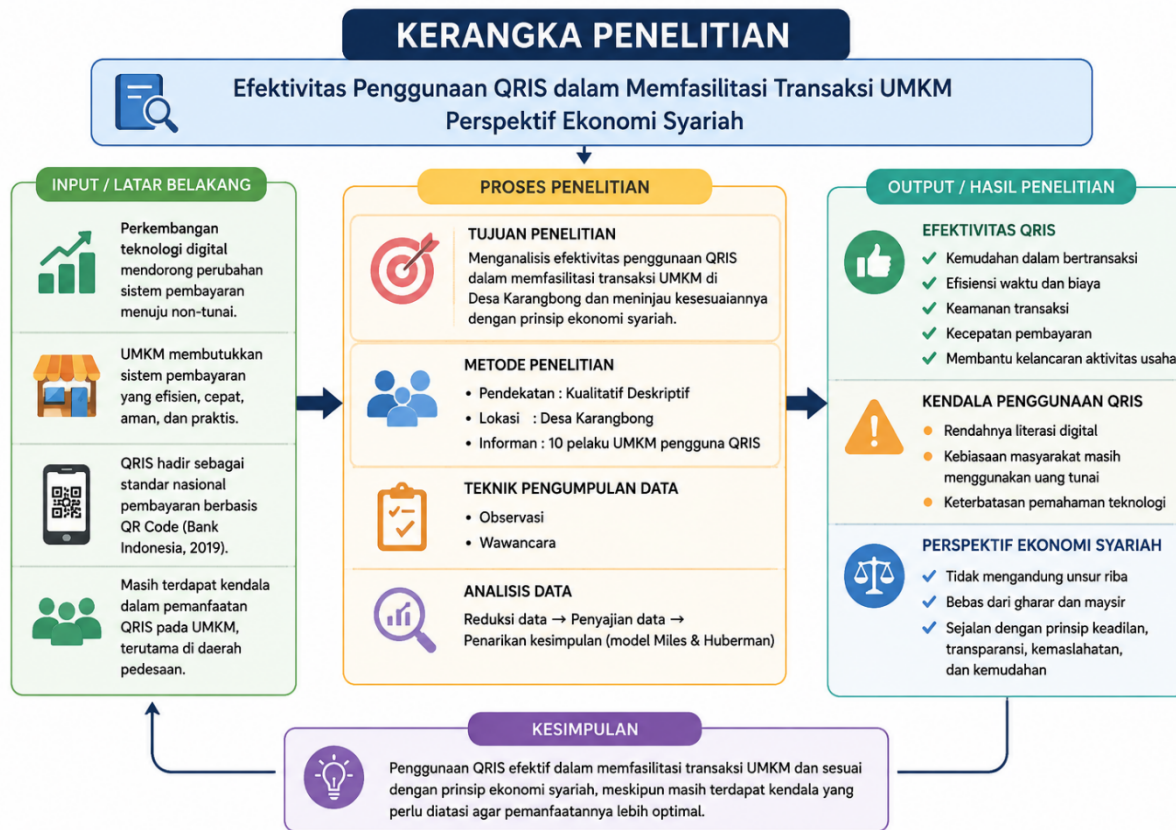 KERANGKA PENELITIAN
Efektivitas Penggunaan QRIS dalam Memfasilitasi Transaksi UMKM
Perspektif Ekonomi Syariah
INPUT / LATAR BELAKANG
Perkembangan
teknologi digital
mendorong perubahan
sistem pembayaran
menuju non-tunai.
UMKM membutukkan
sistem pembayaran
yang efisien, cepat,
aman, dan praktis.
QRIS hadir sebagai
standar nasional
pembayaran berbasis
QR Code (Bank
Indonesia, 2019).
Masih terdapat kendala
dalam pemanfaatan
QRIS pada UMKM,
terutama di daerah
pedesaan.
PROSES PENELITIAN
TUJUAN PENELITIAN
Menganalisis efektivitas penggunaan QRIS
dalam memfasilitasi transaksi UMKM di
Desa Karangbong dan meninjau kesesuaiannya
dengan prinsip ekonomi syariah.
METODE PENELITIAN
• Pendekatan : Kualitatif Deskriptif
• Lokasi : Desa Karangbong
• Informan : 10 pelaku UMKM pengguna QRIS
TEKNIK PENGUMPULAN DATA
• Observasi
• Wawancara
ANALISIS DATA
Reduksi data → Penyajian data →
Penarikan kesimpulan (model Miles & Huberman)
OUTPUT / HASIL PENELITIAN
EFEKTIVITAS QRIS
✓ Kemudahan dalam bertransaksi
✓ Efisiensi waktu dan biaya
✓ Keamanan transaksi
✓ Kecepatan pembayaran
✓ Membantu kelancaran aktivitas usaha
KENDALA PENGGUNAAN QRIS
• Rendahnya literasi digital
• Kebiasaan masyarakat masih
menggunakan uang tunai
• Keterbatasan pemahaman teknologi
PERSPEKTIF EKONOMI SYARIAH
✓ Tidak mengandung unsur riba
✓ Bebas dari gharar dan maysir
✓ Sejalan dengan prinsip keadilan,
transparansi, kemaslahatan,
dan kemudahan
KESIMPULAN
Penggunaan QRIS efektif dalam memfasilitasi transaksi UMKM dan sesuai
dengan prinsip ekonomi syariah, meskipun masih terdapat kendala yang
perlu diatasi agar pemanfaatannya lebih optimal.